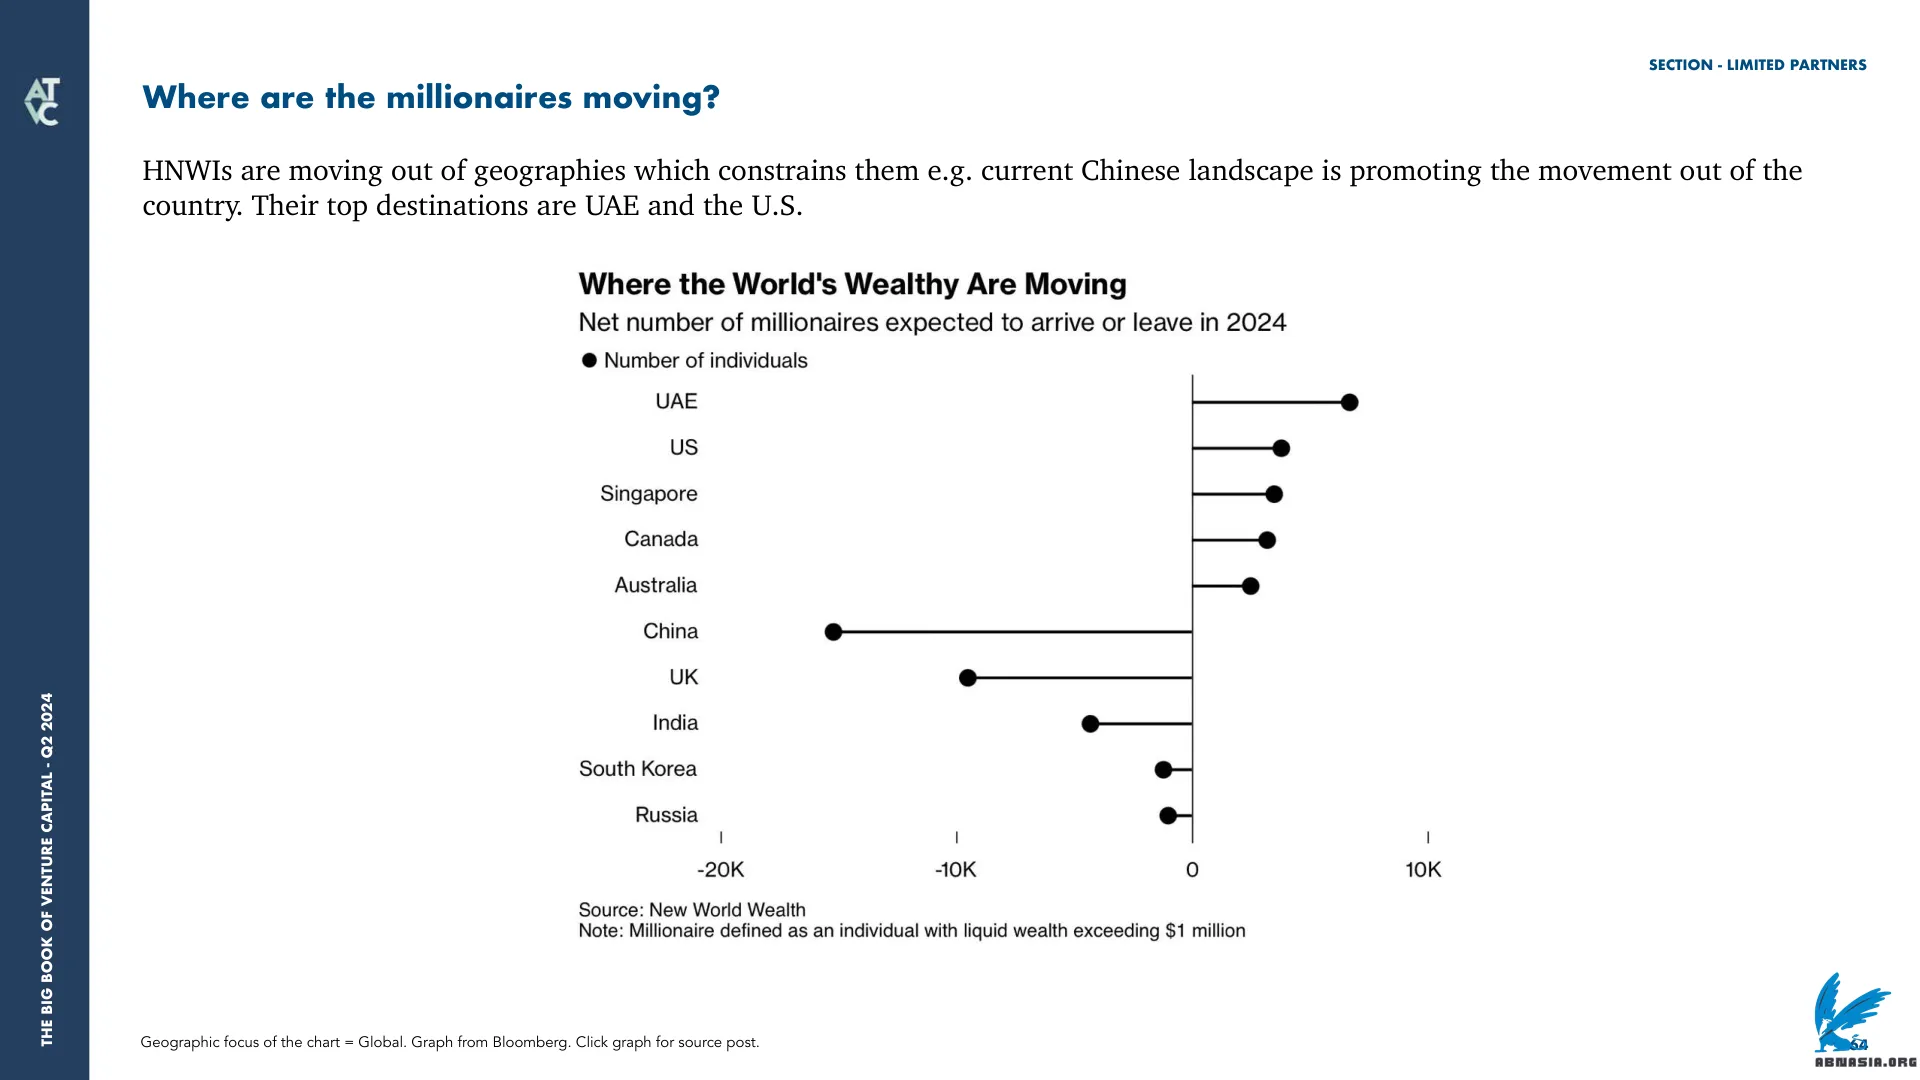 SECTION - LIMITED PARTNERS
Where are the millionaires moving?
HNWIs are moving out of geographies which constrains them e.g. current Chinese landscape is promoting the movement out of the
country. Their top destinations are UAE and the U.S.
Where the World's Wealthy Are Moving
Net number of millionaires expected to arrive or leave in 2024
Number of individuals
UAE
US
Singapore
Canada
Australia
China
UK
India
South Korea
Russia
-20K -10K 0 10K
Source: New World Wealth
Note: Millionaire defined as an individual with liquid wealth exceeding $1 million
Geographic focus of the chart = Global. Graph from Bloomberg. Click graph for source post.
64
ABNASIA.ORG
ATVC
THE BIG BOOK OF VENTURE CAPITAL - Q2 2024